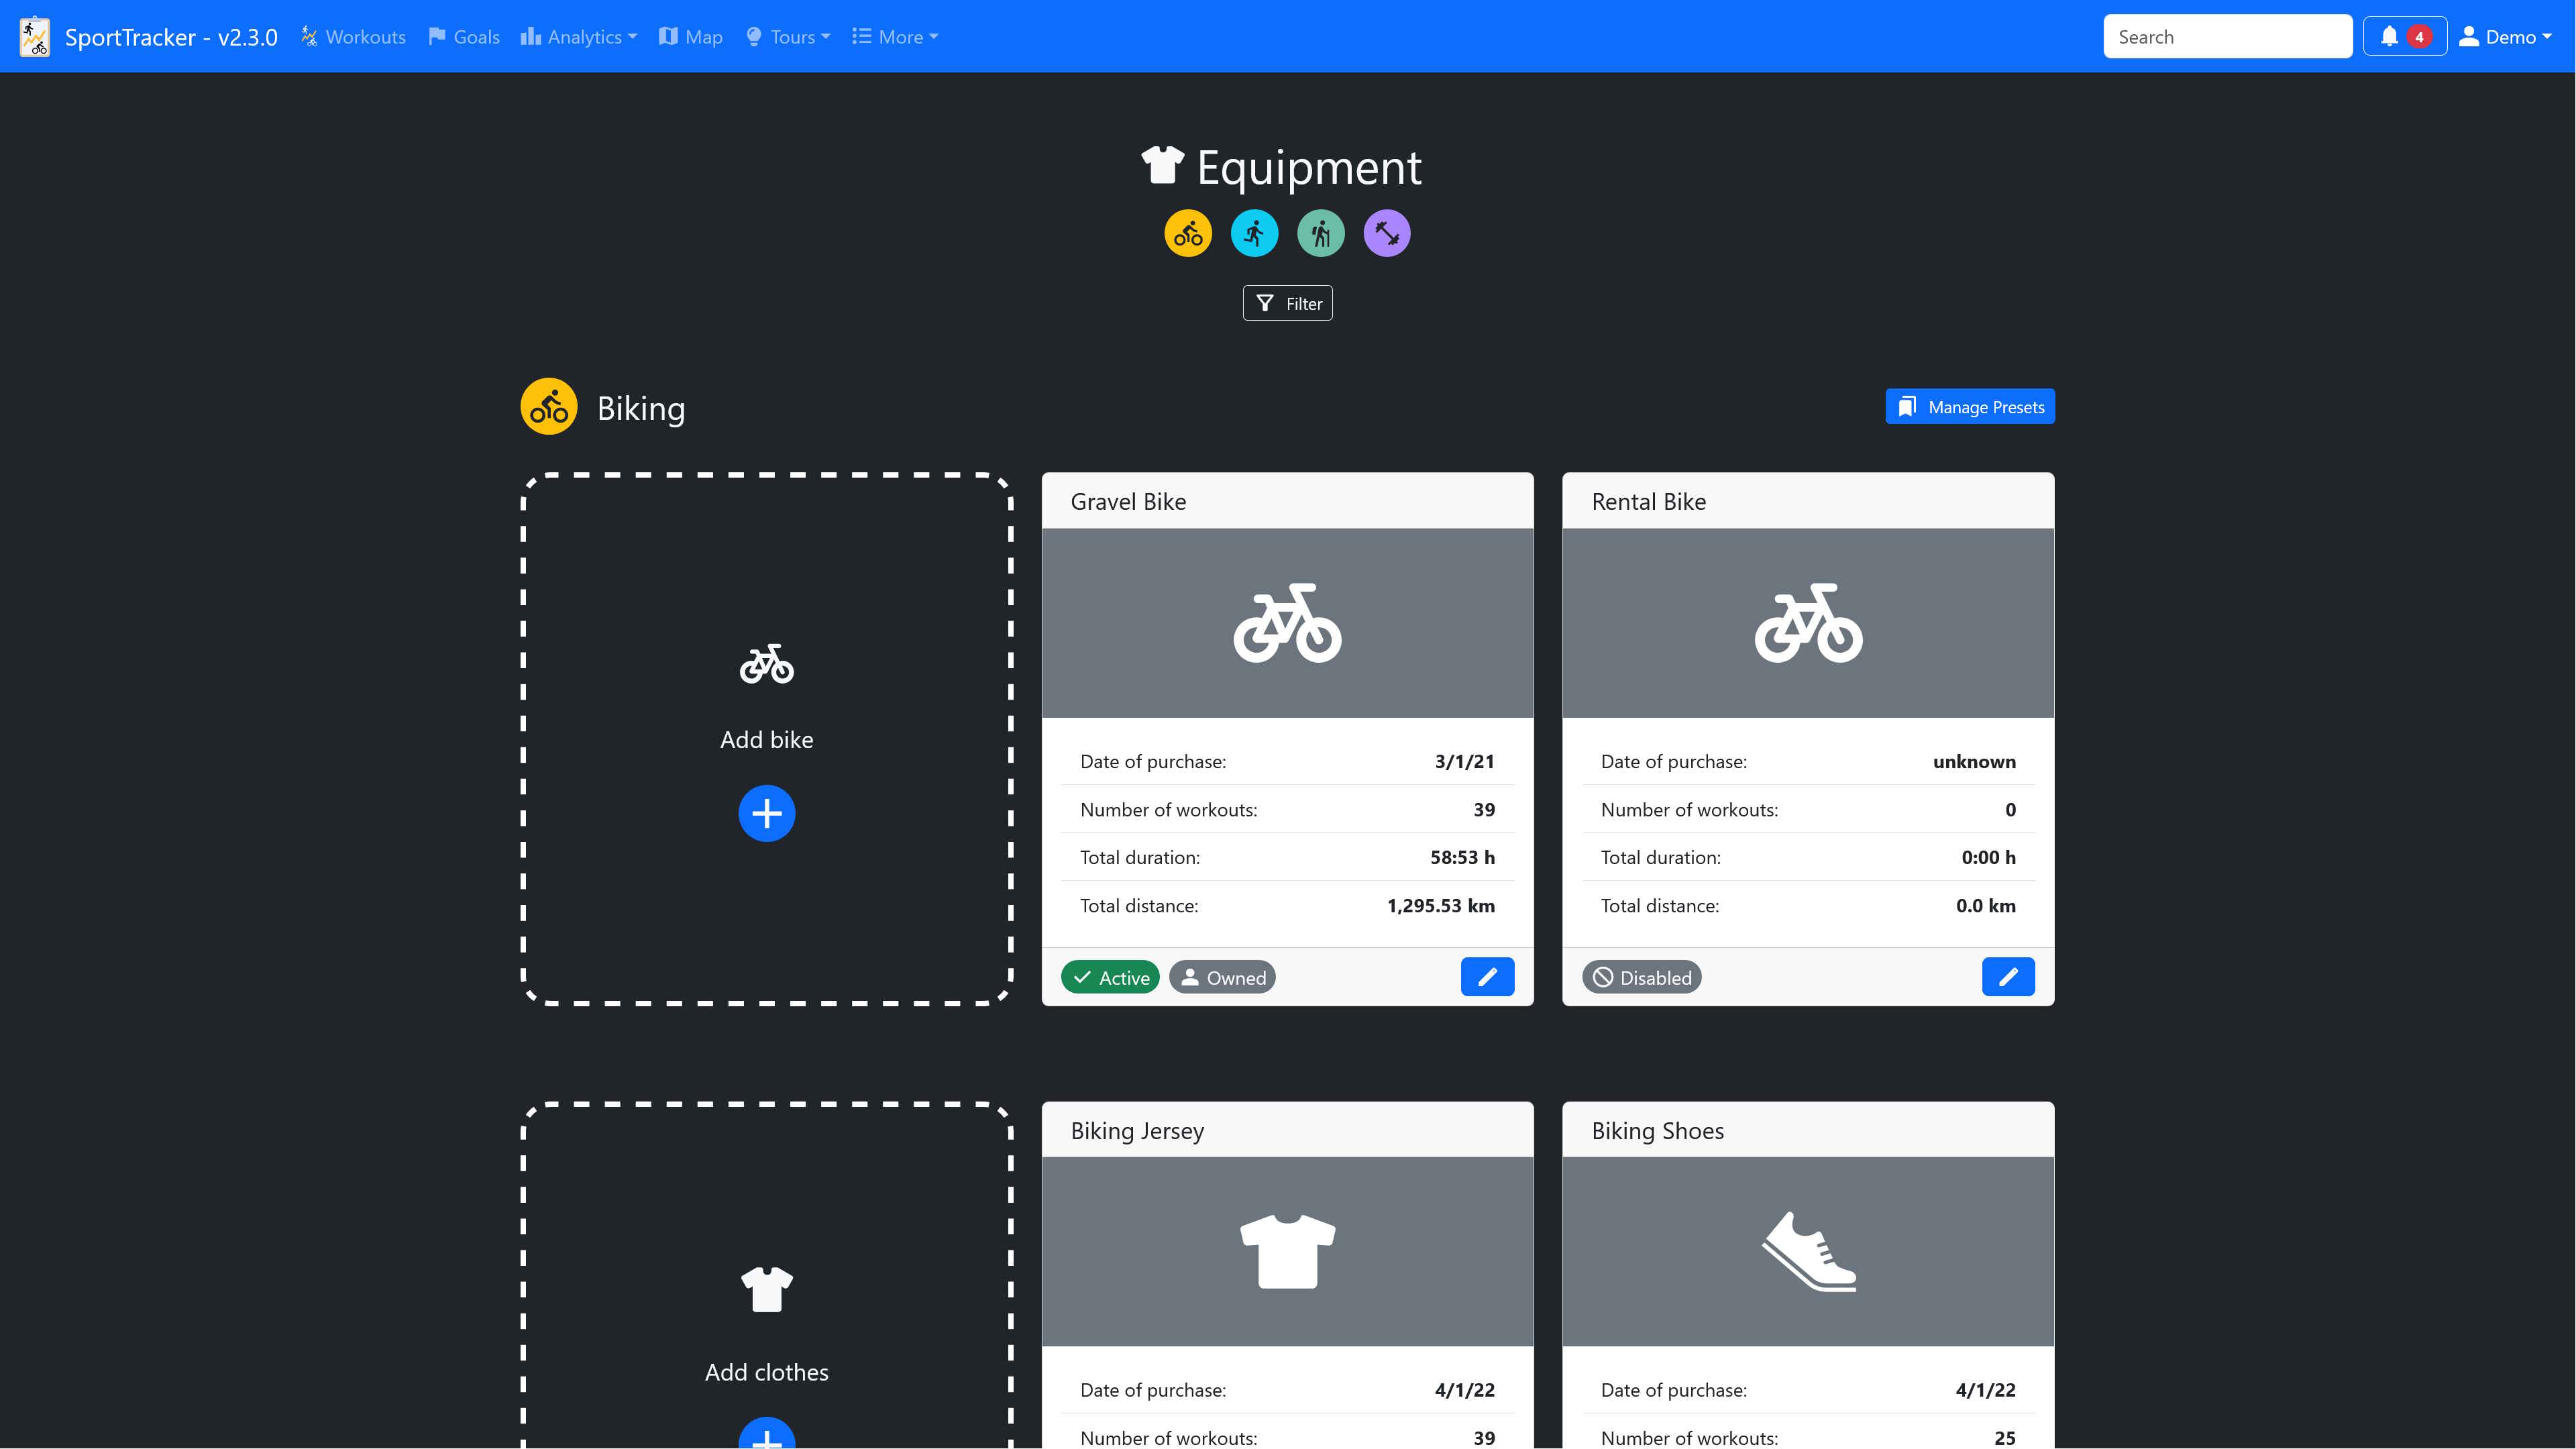 SportTracker - v2.3.0 Workouts Goals Analytics Map Tours More Search 4 Demo
Equipment
Filter
Biking
Manage Presets
Add bike
Gravel Bike
Date of purchase: 3/1/21
Number of workouts: 39
Total duration: 58:53 h
Total distance: 1,295.53 km
Active Owned
Rental Bike
Date of purchase: unknown
Number of workouts: 0
Total duration: 0:00 h
Total distance: 0.0 km
Disabled
Add clothes
Biking Jersey
Date of purchase: 4/1/22
Number of workouts: 39
Biking Shoes
Date of purchase: 4/1/22
Number of workouts: 25